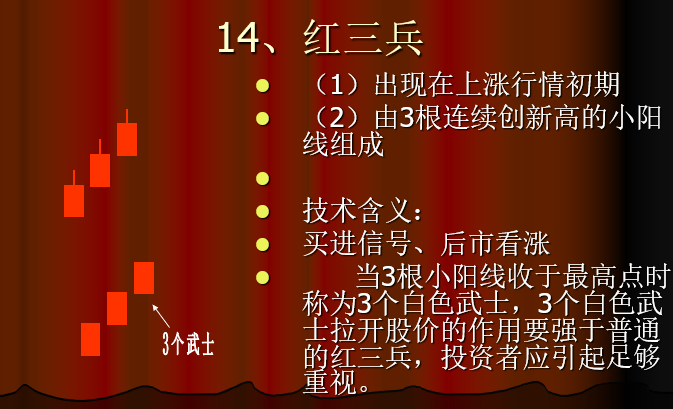 14、红三兵
（1）出现在上涨行情初期
（2）由3根连续创新高的小阳
线组成
技术含义：
买进信号、后市看涨
当3根小阳线收于最高点时
称为3个白色武士，3个白色武
士拉开股价的作用要强于普通
的红三兵，投资者应引起足够
重视。
3个武士